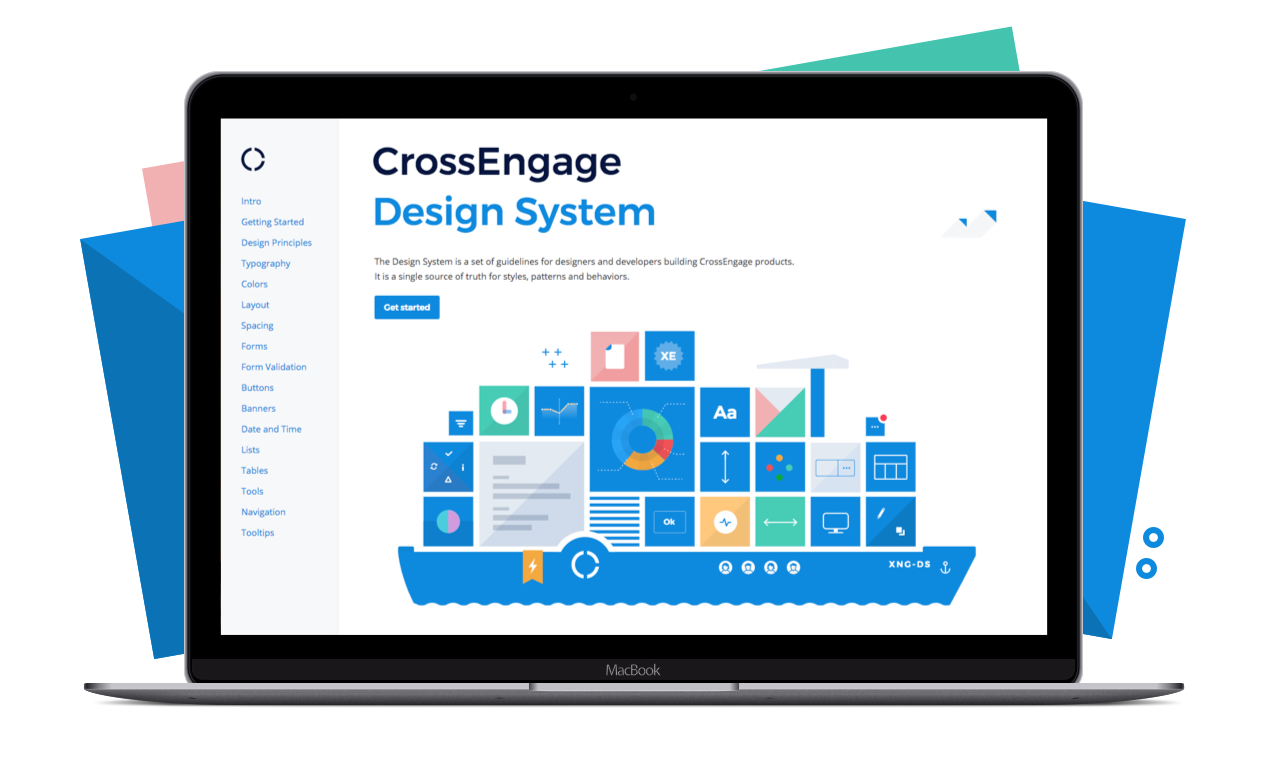 CrossEngage
Design System
Intro
Getting Started
Design Principles
Typography
Colors
Layout
Spacing
Forms
Form Validation
Buttons
Banners
Date and Time
Lists
Tables
Tools
Navigation
Tooltips
The Design System is a set of guidelines for designers and developers building CrossEngage products.
It is a single source of truth for styles, patterns and behaviors.
Get started
XE
Aa
i
Ok
XNG-DS
MacBook